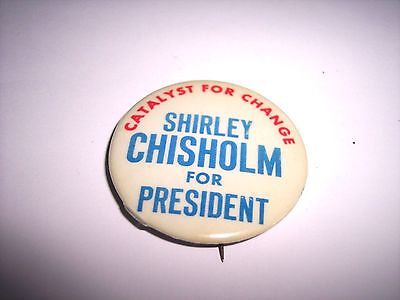 CATALYST FOR CHANGE
SHIRLEY
CHISHOLM
FOR
PRESIDENT